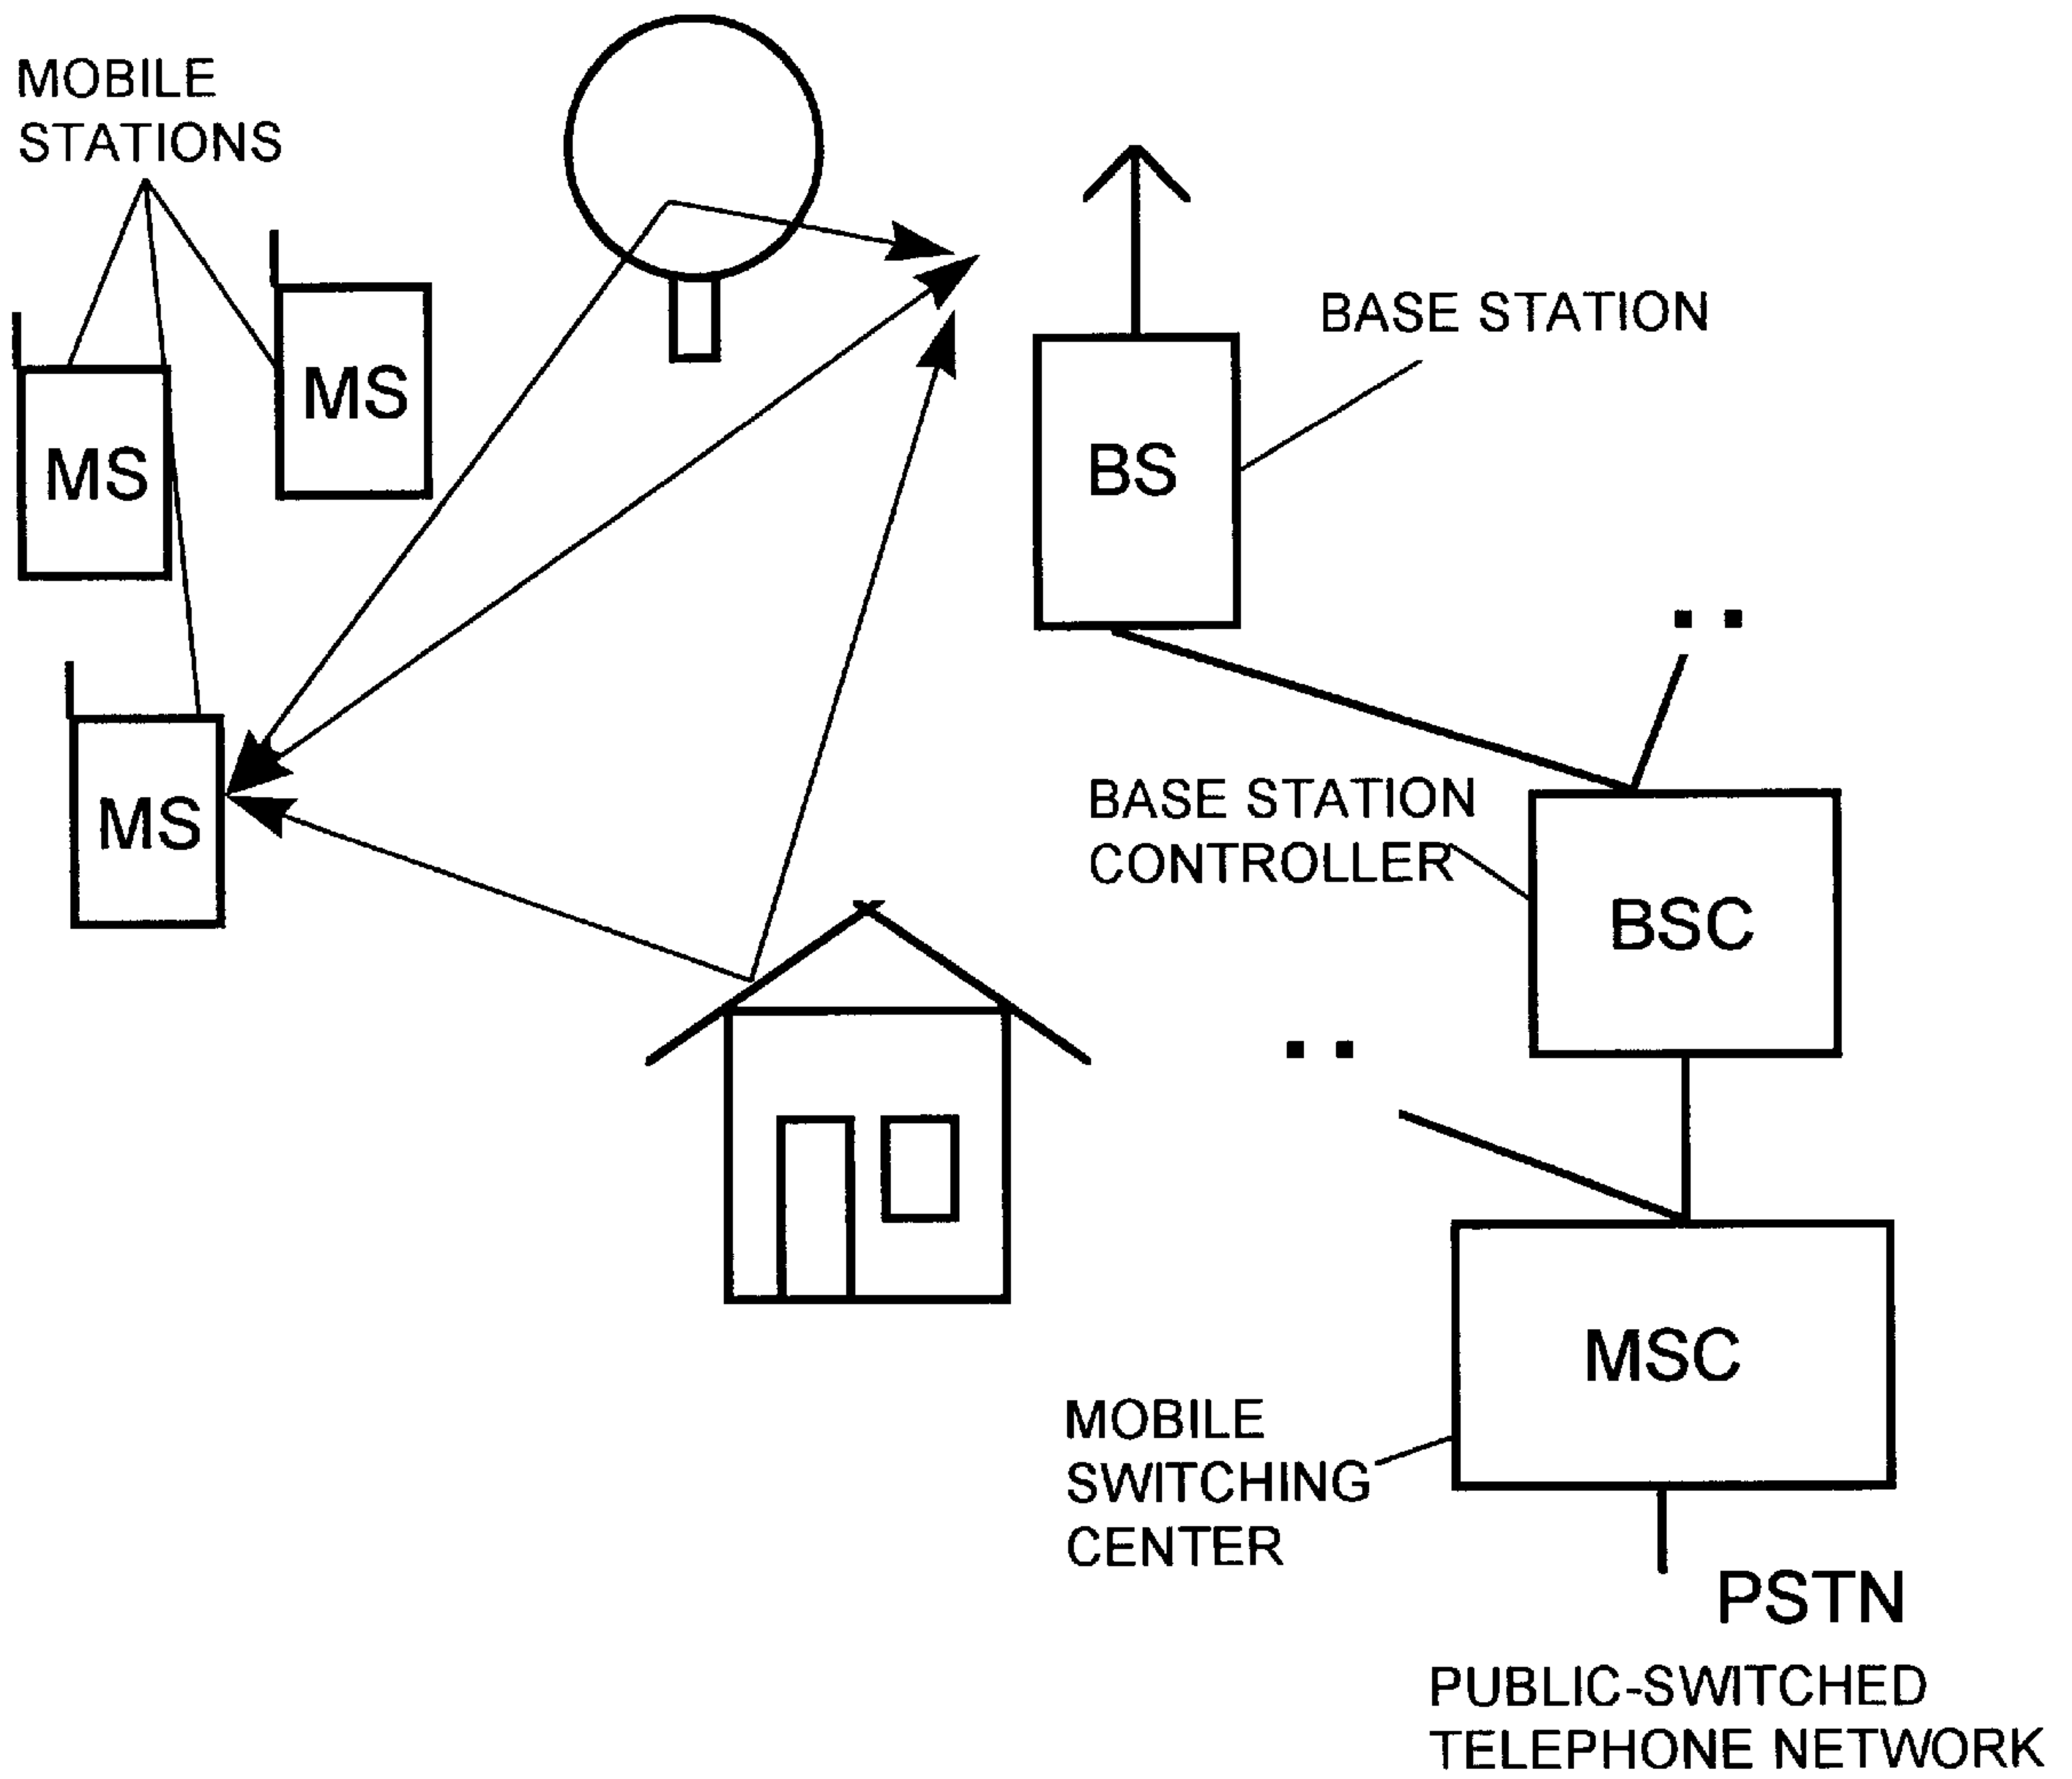 MOBILE
STATIONS
MS
MS
MS
BASE STATION
BS
BASE STATION
CONTROLLER
BSC
MSC
MOBILE
SWITCHING
CENTER
PSTN
PUBLIC-SWITCHED
TELEPHONE NETWORK